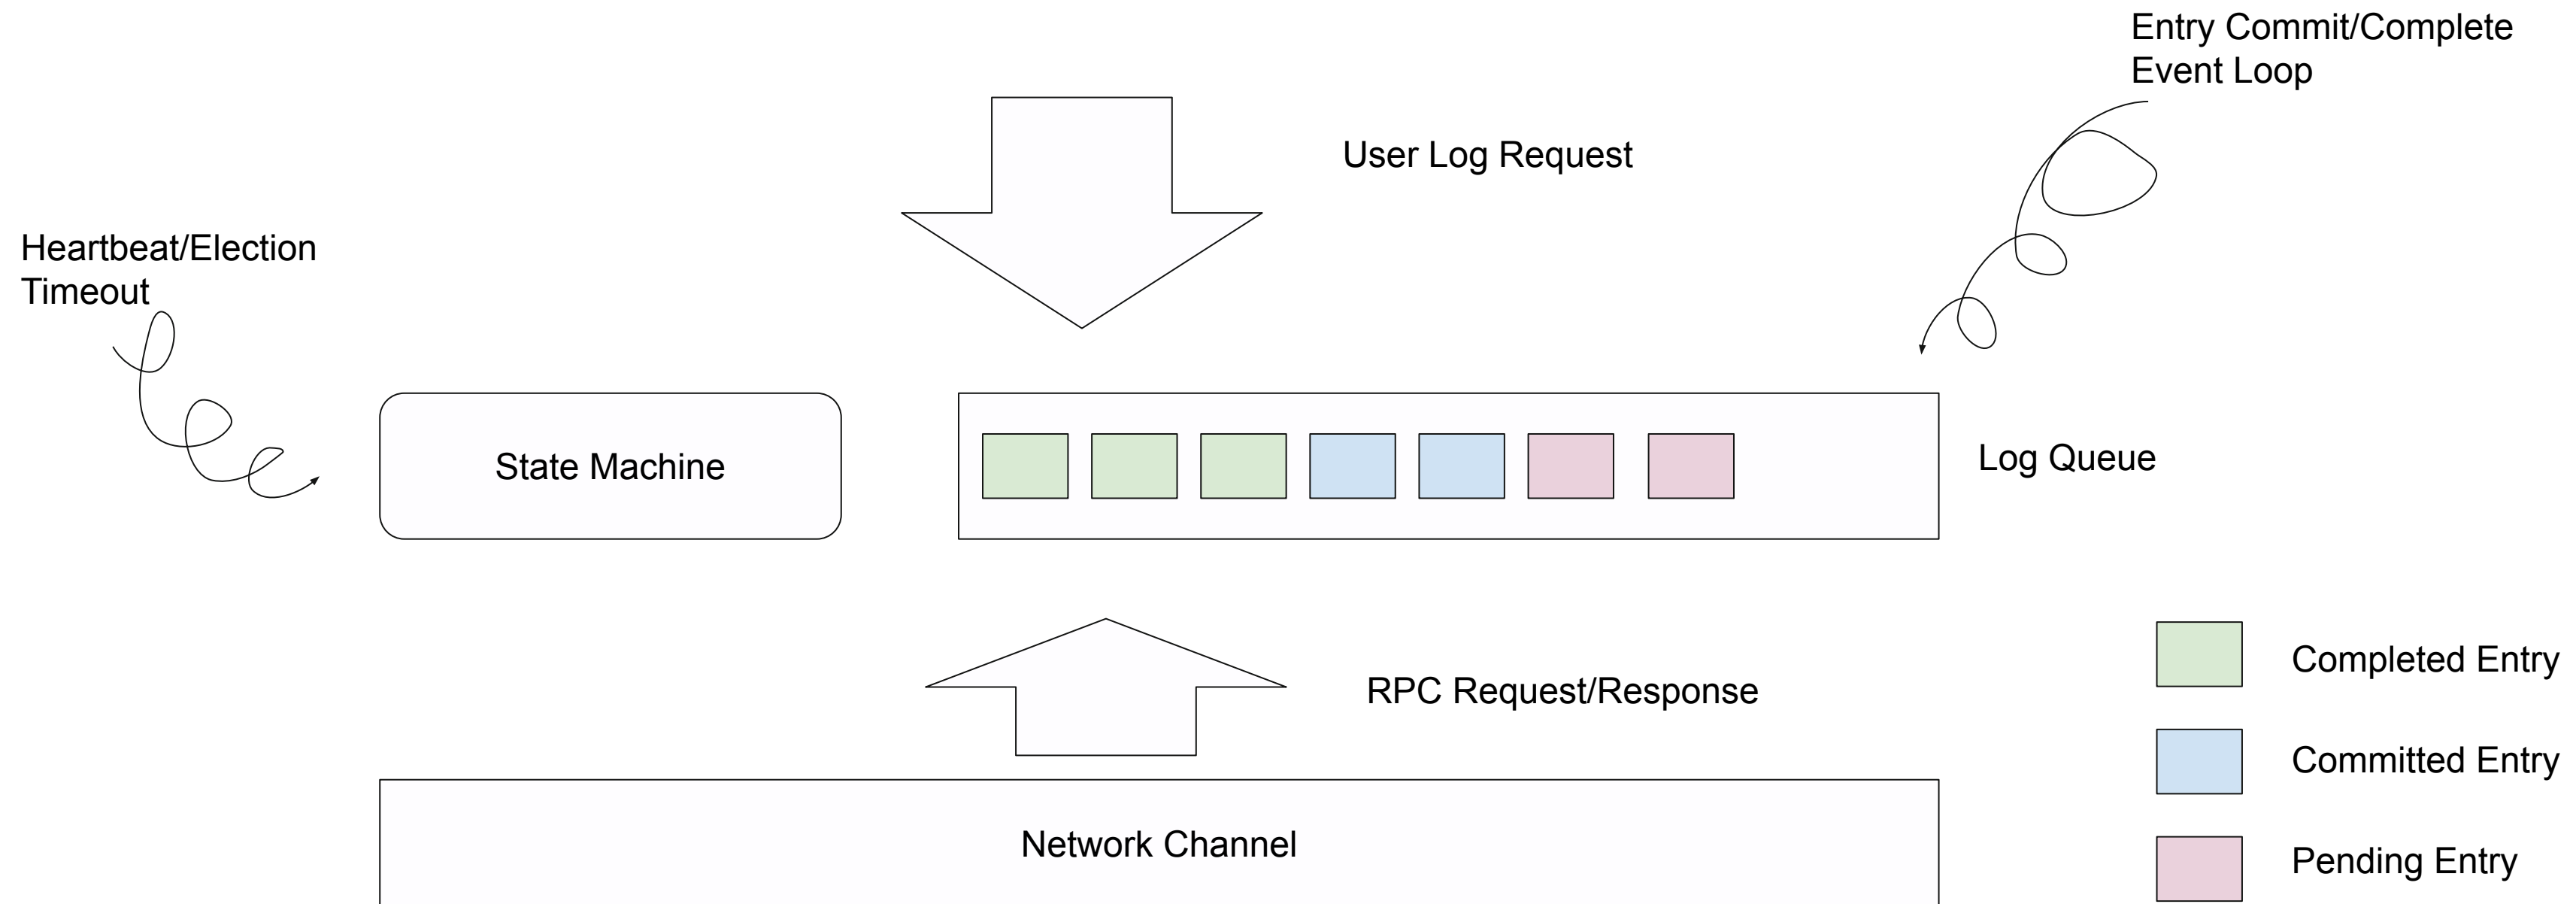 Entry Commit/Complete
Event Loop
User Log Request
Heartbeat/Election
Timeout
State Machine
Log Queue
Completed Entry
RPC Request/Response
Committed Entry
Network Channel
Pending Entry